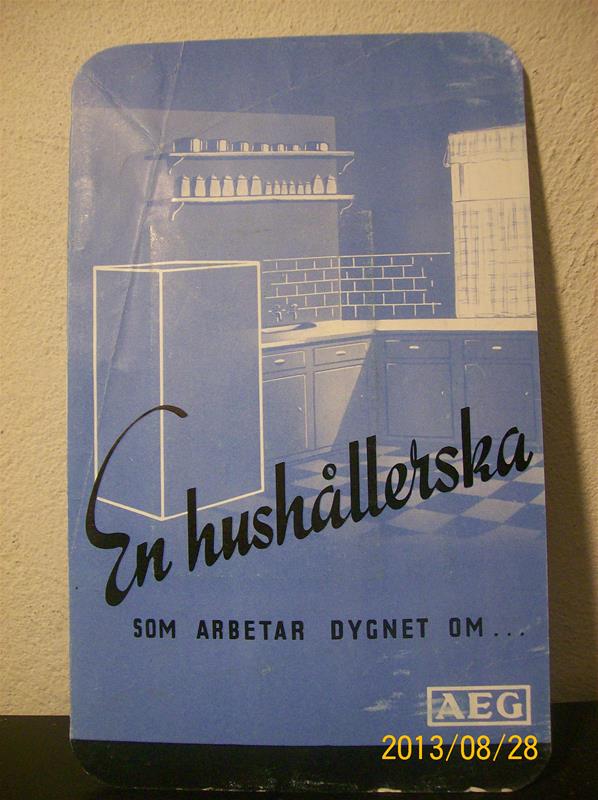 En hushållerska
SOM ARBETAR DYGNET OM...
AEG
2013/08/28